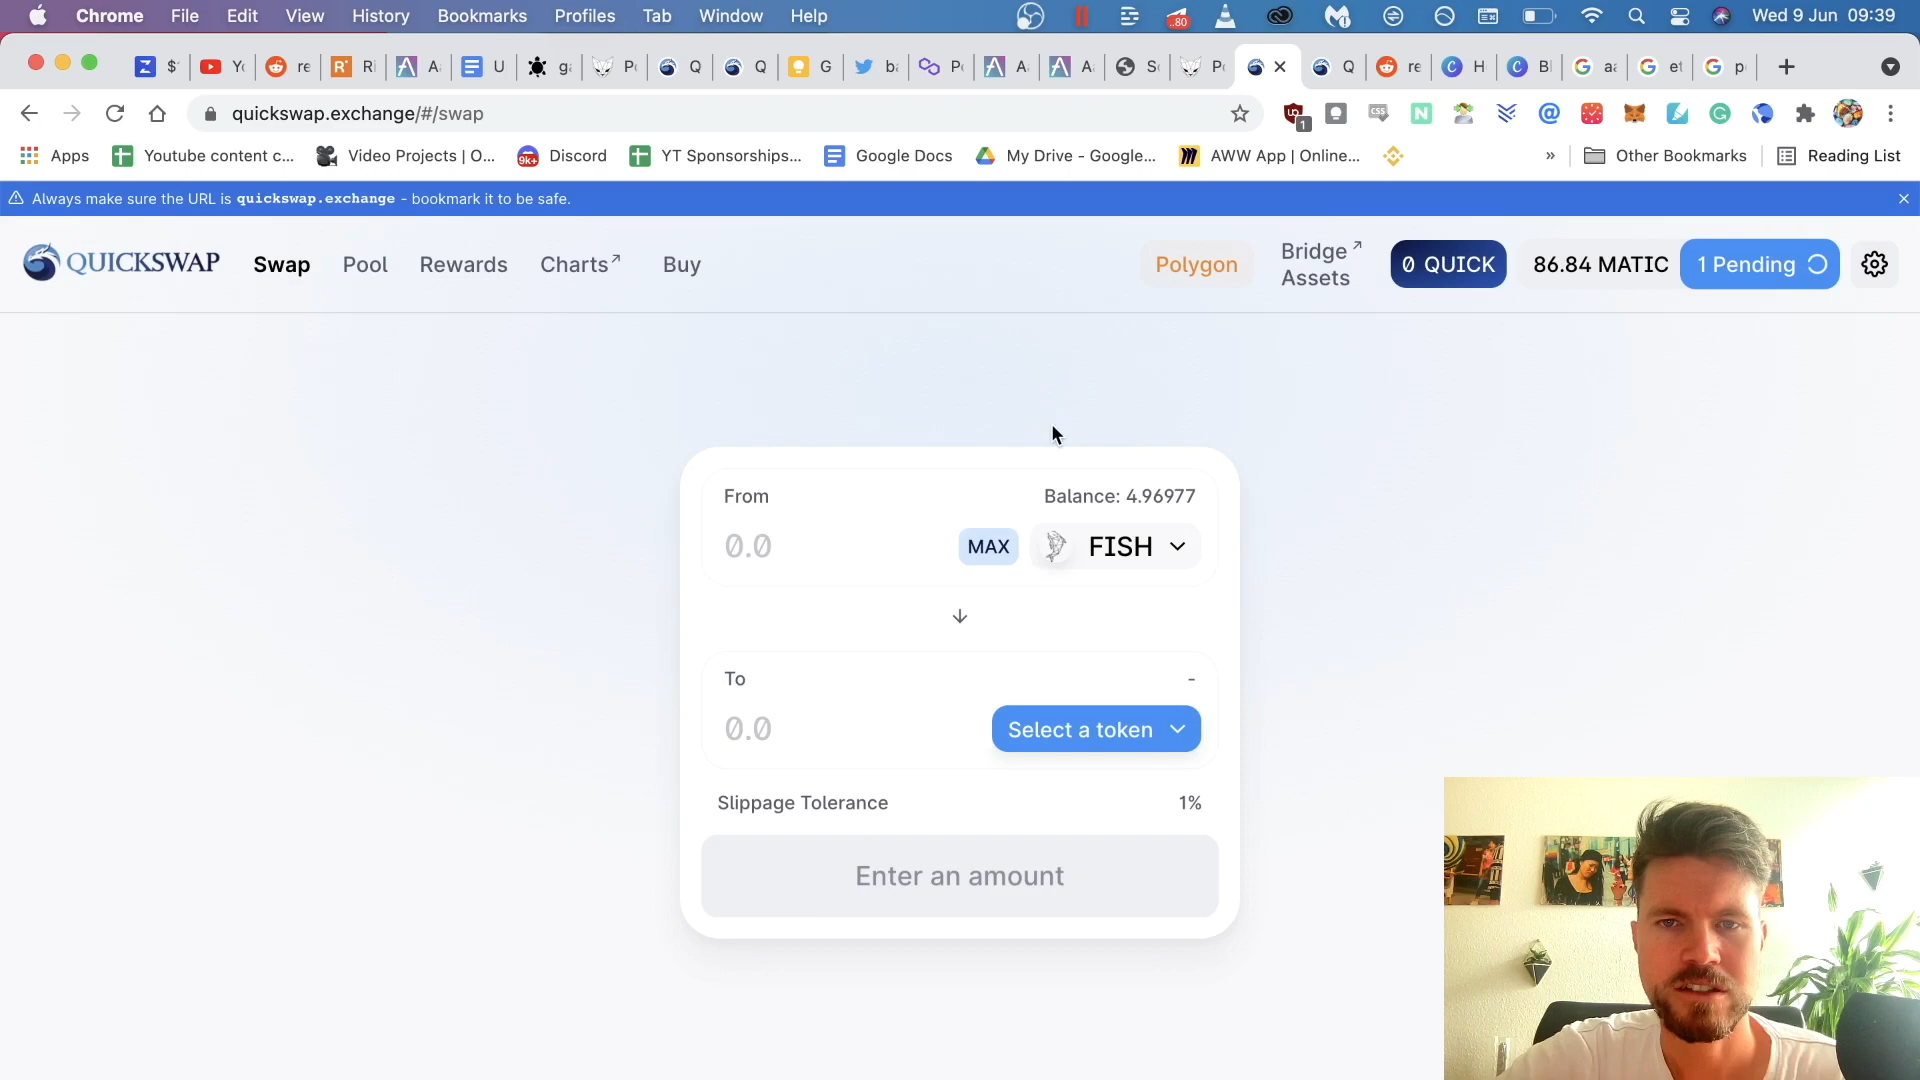 Chrome File Edit View History Bookmarks Profiles Tab Window Help
.80
Wed 9 Jun 09:39
quickswap.exchange/#/swap
1
Apps Youtube content c... Video Projects | O... 9k+ Discord YT Sponsorships... Google Docs My Drive - Google... AWW App | Online... » Other Bookmarks Reading List
Always make sure the URL is quickswap.exchange - bookmark it to be safe.
QUICKSWAP Swap Pool Rewards Charts↗ Buy
Polygon
Bridge↗
Assets
0 QUICK
86.84 MATIC
1 Pending
From Balance: 4.96977
0.0 MAX FISH
To -
0.0 Select a token
Slippage Tolerance 1%
Enter an amount